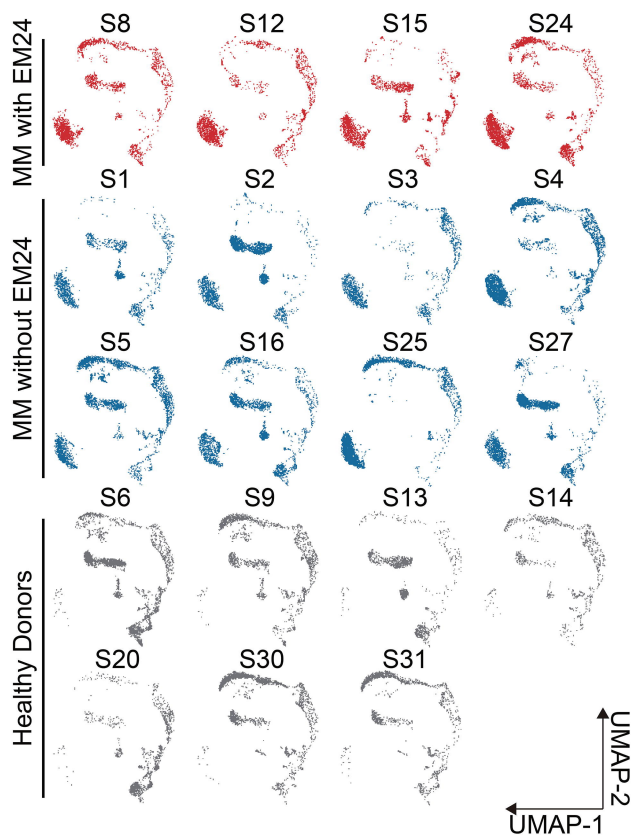 MM with EM24
S8 S12 S15 S24
MM without EM24
S1 S2 S3 S4
S5 S16 S25 S27
Healthy Donors
S6 S9 S13 S14
S20 S30 S31
UMAP-1
UMAP-2